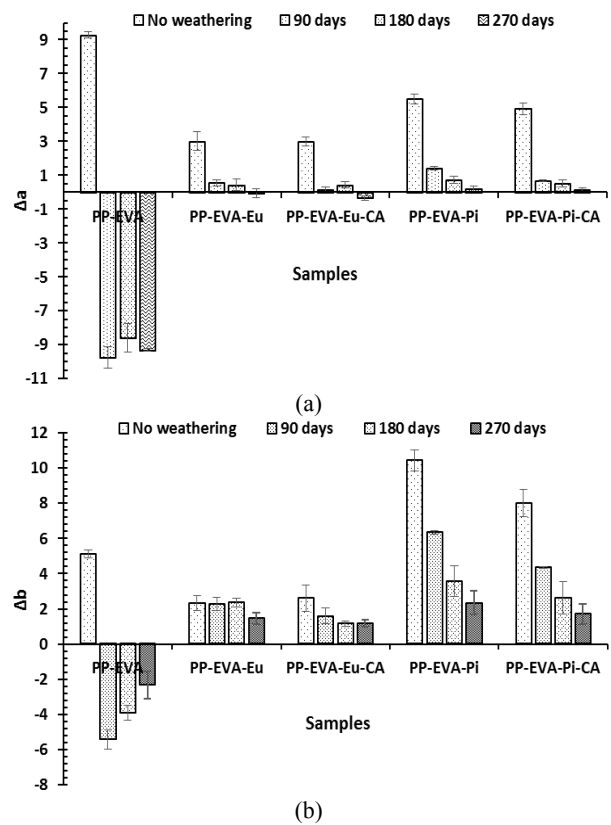 No weathering 90 days 180 days 270 days
9
7
5
3
1
-1
-3
-5
-7
-9
-11
Δa
PP-EVA PP-EVA-Eu PP-EVA-Eu-CA PP-EVA-Pi PP-EVA-Pi-CA
Samples
(a)
No weathering 90 days 180 days 270 days
12
10
8
6
4
2
0
-2
-4
-6
-8
Δb
PP-EVA PP-EVA-Eu PP-EVA-Eu-CA PP-EVA-Pi PP-EVA-Pi-CA
Samples
(b)